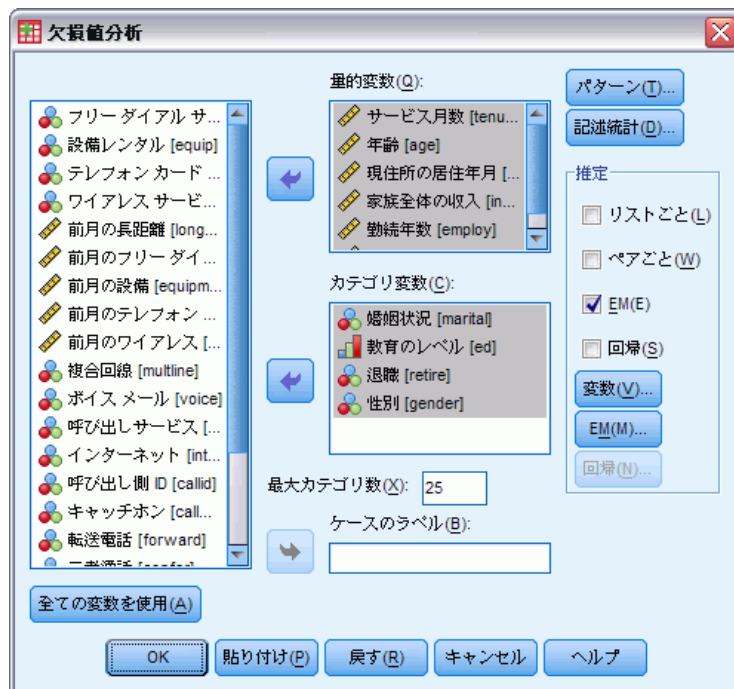 欠損値分析
フリー ダイアル サ...
設備レンタル [equip]
テレフォン カード ...
ワイアレス サービ...
前月の長距離 [long...
前月のフリー ダイ...
前月の設備 [equipm...
前月のテレフォン ...
前月のワイアレス [...
複合回線 [multline]
ボイス メール [voice]
呼び出しサービス [...
インターネット [int...
呼び出し側 ID [callid]
キャッチホン [call...
転送電話 [forward]
全ての変数を使用(A)
量的変数(Q):
サービス月数 [tenu...
年齢 [age]
現住所の居住年月 [...
家族全体の収入 [in...
勤続年数 [employ]
カテゴリ変数(C):
婚姻状況 [marital]
教育のレベル [ed]
退職 [retire]
性別 [gender]
最大カテゴリ数(X): 25
ケースのラベル(B):
パターン(T)...
記述統計(D)...
推定
リストごと(L)
ペアごと(W)
EM(E)
回帰(S)
変数(V)...
EM(M)...
回帰(N)...
OK 貼り付け(P) 戻す(R) キャンセル ヘルプ